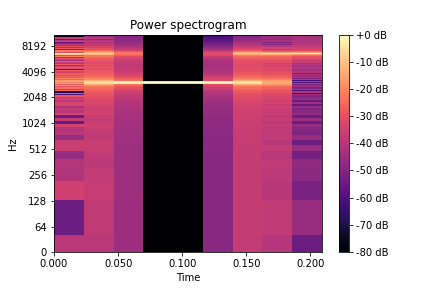 Power spectrogram
8192
4096
2048
1024
512
256
128
64
0
Hz
0.000 0.050 0.100 0.150 0.200
Time
+0 dB
-10 dB
-20 dB
-30 dB
-40 dB
-50 dB
-60 dB
-70 dB
-80 dB